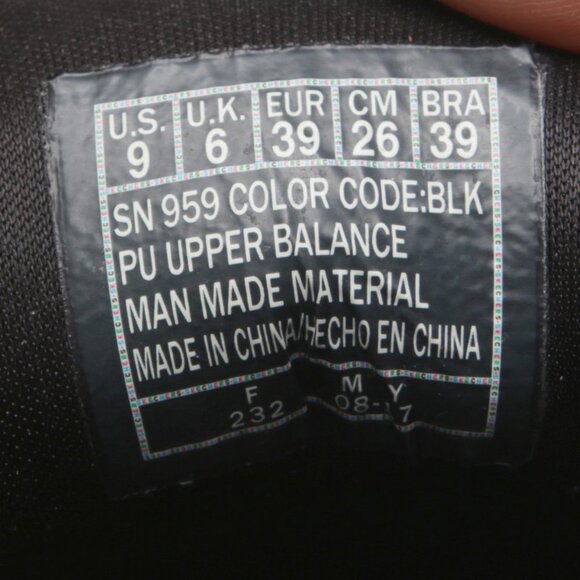 U.S. U.K. EUR CM BRA
9 6 39 26 39
SN 959 COLOR CODE:BLK
PU UPPER BALANCE
MAN MADE MATERIAL
MADE IN CHINA/HECHO EN CHINA
F M Y
232 08-17